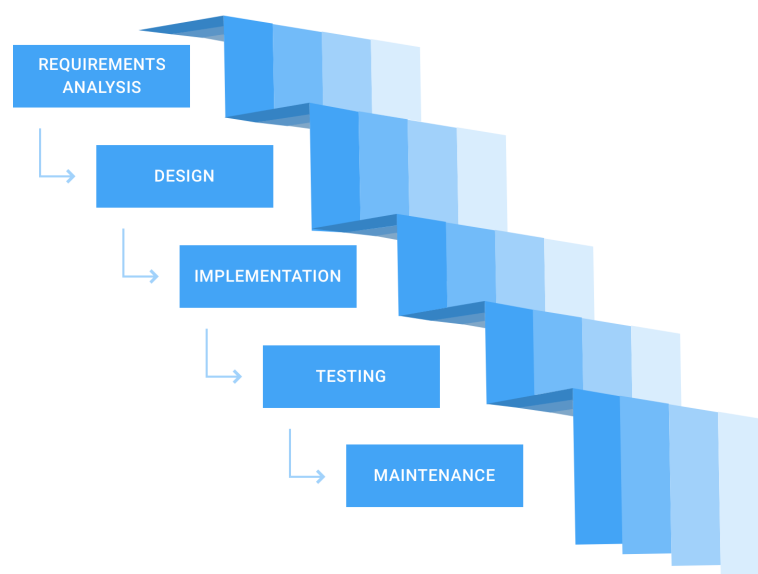 REQUIREMENTS
ANALYSIS
DESIGN
IMPLEMENTATION
TESTING
MAINTENANCE